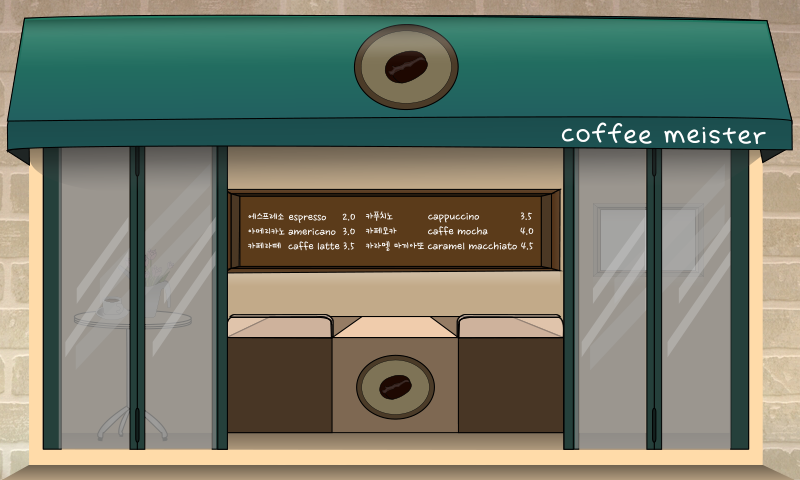 coffee meister
에스프레소 espresso 2,0 카푸치노 cappuccino 3,5
아메리카노 americano 3,0 카페모카 caffe mocha 4,0
카페라떼 caffe latte 3,5 카라멜 마끼아또 caramel macchiato 4,5